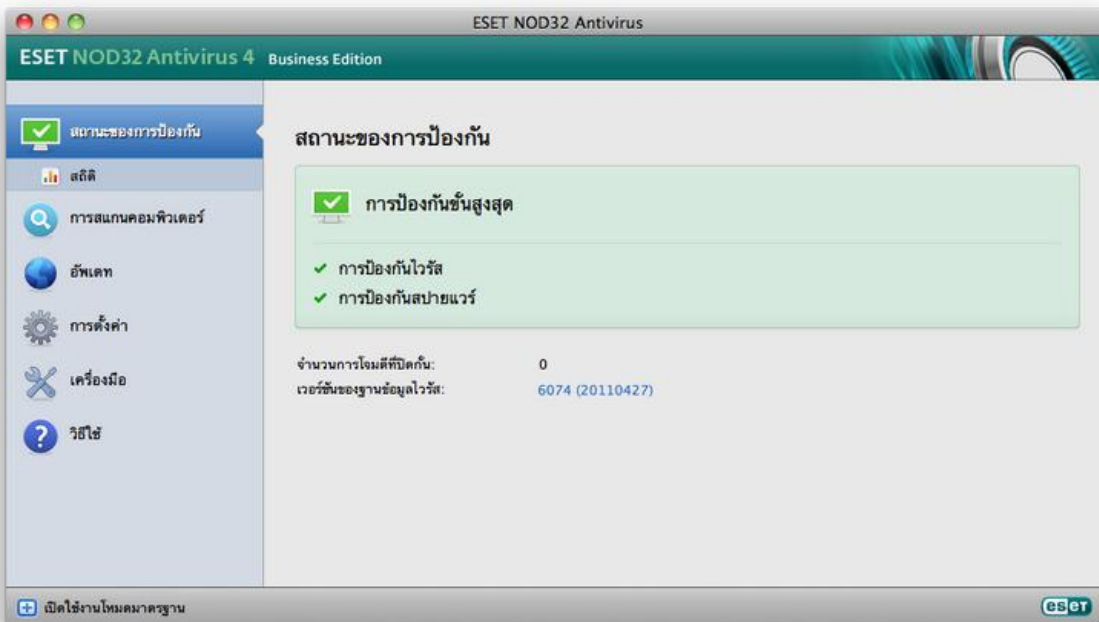 ESET NOD32 Antivirus
ESET NOD32 Antivirus 4 Business Edition
สถานะของการป้องกัน
สถิติ
การสแกนคอมพิวเตอร์
อัพเดท
การตั้งค่า
เครื่องมือ
วิธีใช้
สถานะของการป้องกัน
การป้องกันขั้นสูงสุด
การป้องกันไวรัส
การป้องกันสปายแวร์
จำนวนการโจมตีที่ปิดกั้น: 0
เวอร์ชันของฐานข้อมูลไวรัส: 6074 (20110427)
เปิดใช้งานโหมดมาตรฐาน
eseT